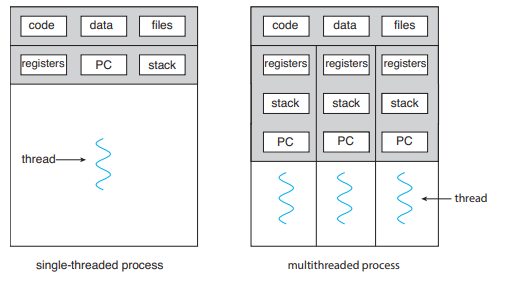 code data files
registers PC stack
thread
single-threaded process
code data files
registers registers registers
stack stack stack
PC PC PC
thread
multithreaded process